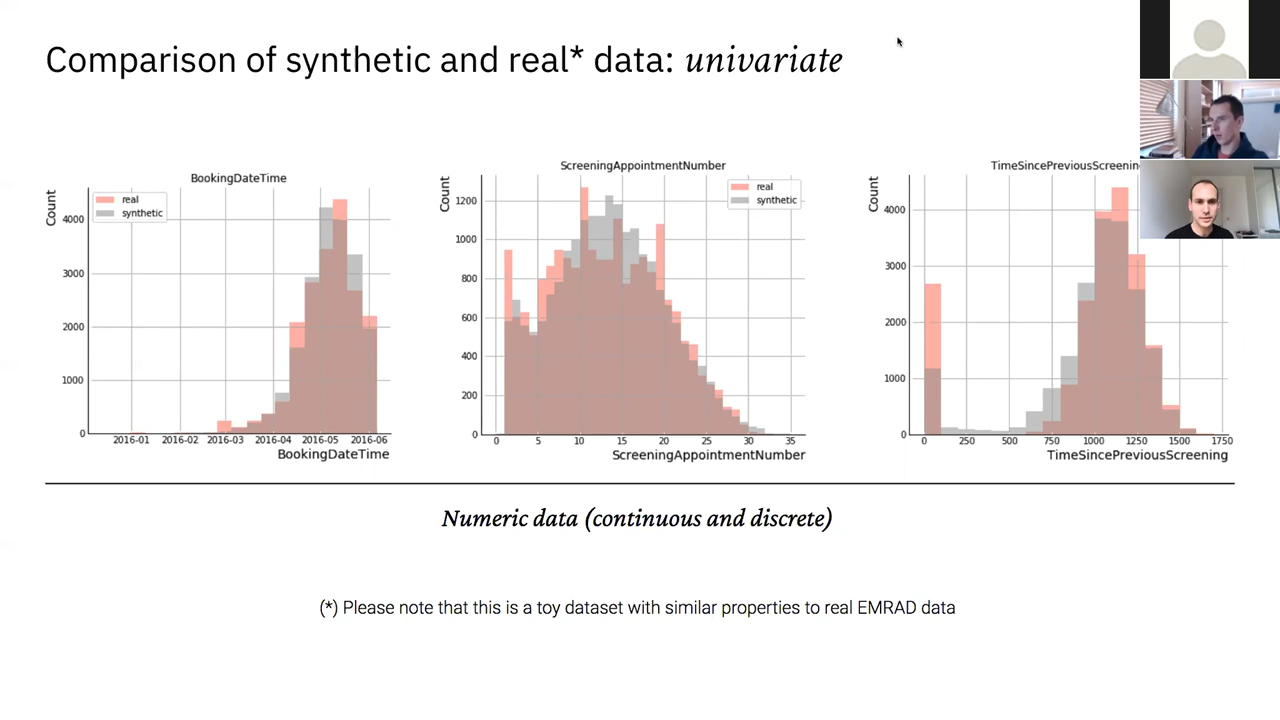 Comparison of synthetic and real* data: univariate
BookingDateTime
Count
real
synthetic
4000
3000
2000
1000
0
2016-01 2016-02 2016-03 2016-04 2016-05 2016-06
BookingDateTime
ScreeningAppointmentNumber
Count
real
synthetic
1200
1000
800
600
400
200
0
0 5 10 15 20 25 30 35
ScreeningAppointmentNumber
TimeSincePreviousScreening
Count
4000
3000
2000
1000
0
0 250 500 750 1000 1250 1500 1750
TimeSincePreviousScreening
Numeric data (continuous and discrete)
(*) Please note that this is a toy dataset with similar properties to real EMRAD data